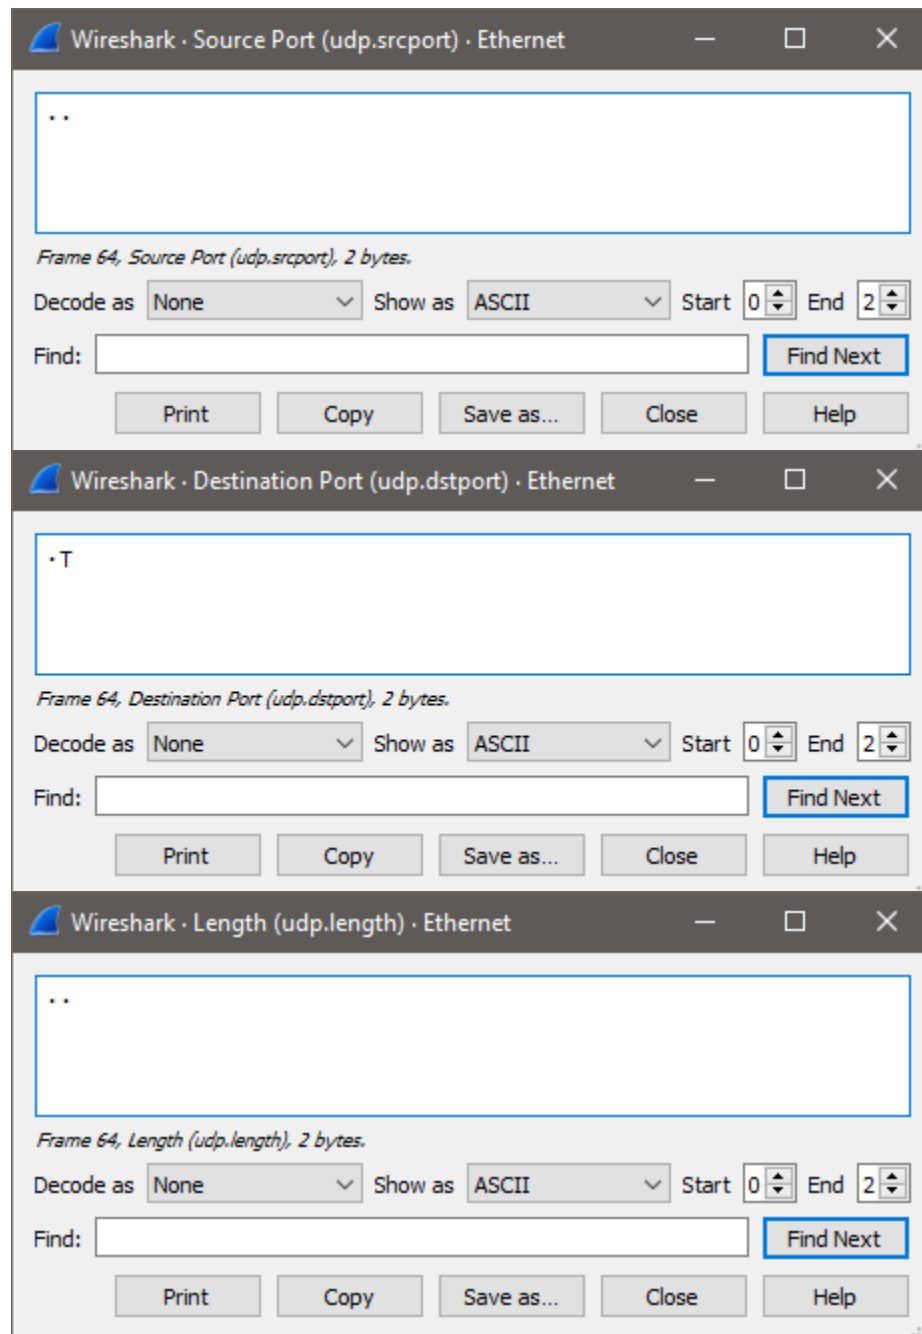 Wireshark · Source Port (udp.srcport) · Ethernet
··
Frame 64, Source Port (udp.srcport), 2 bytes.
Decode as None Show as ASCII Start 0 End 2
Find: Find Next
Print Copy Save as... Close Help
Wireshark · Destination Port (udp.dstport) · Ethernet
·T
Frame 64, Destination Port (udp.dstport), 2 bytes.
Decode as None Show as ASCII Start 0 End 2
Find: Find Next
Print Copy Save as... Close Help
Wireshark · Length (udp.length) · Ethernet
··
Frame 64, Length (udp.length), 2 bytes.
Decode as None Show as ASCII Start 0 End 2
Find: Find Next
Print Copy Save as... Close Help